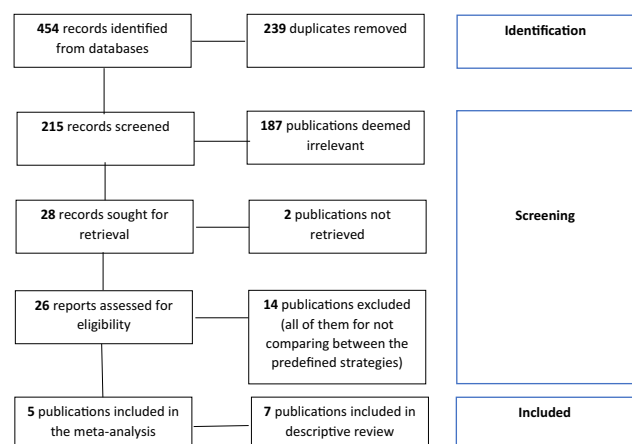 454 records identified
from databases
239 duplicates removed
Identification
215 records screened
187 publications deemed
irrelevant
28 records sought for
retrieval
2 publications not
retrieved
Screening
26 reports assessed for
eligibility
14 publications excluded
(all of them for not
comparing between the
predefined strategies)
5 publications included in
the meta-analysis
7 publications included in
descriptive review
Included